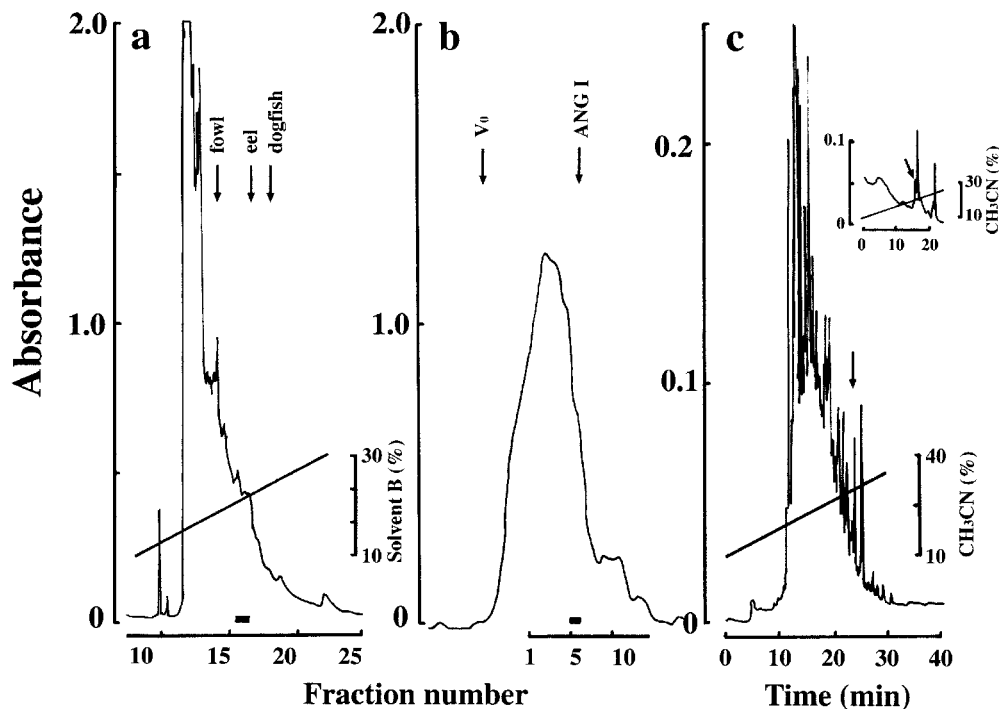 Absorbance
a
2.0
1.0
0
fowl
eel
dogfish
30
10
Solvent B (%)
10
15
20
25
b
2.0
1.0
0
V₀
ANG I
1
5
10
Fraction number
c
0.2
0.1
0
0.1
0
30
10
CH₃CN (%)
0
10
20
40
10
CH₃CN (%)
0
10
20
30
40
Time (min)